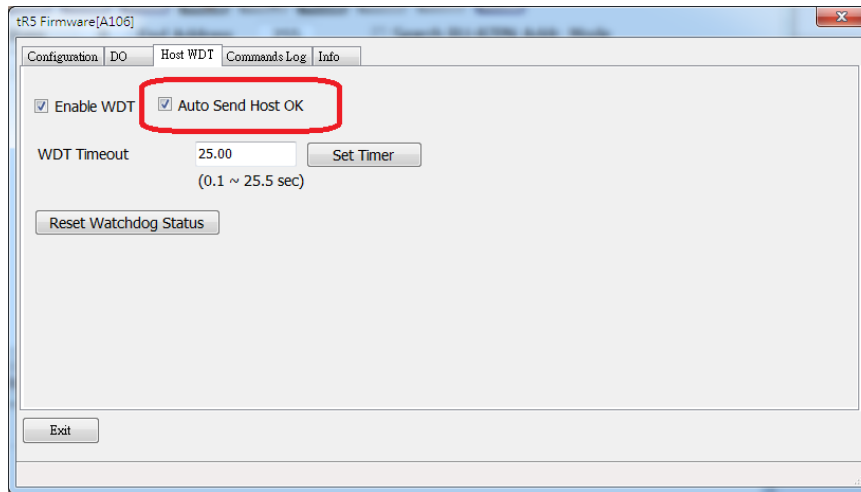 tR5 Firmware[A106]
Configuration DO Host WDT Commands Log Info
Enable WDT Auto Send Host OK
WDT Timeout 25.00 Set Timer
(0.1 ~ 25.5 sec)
Reset Watchdog Status
Exit